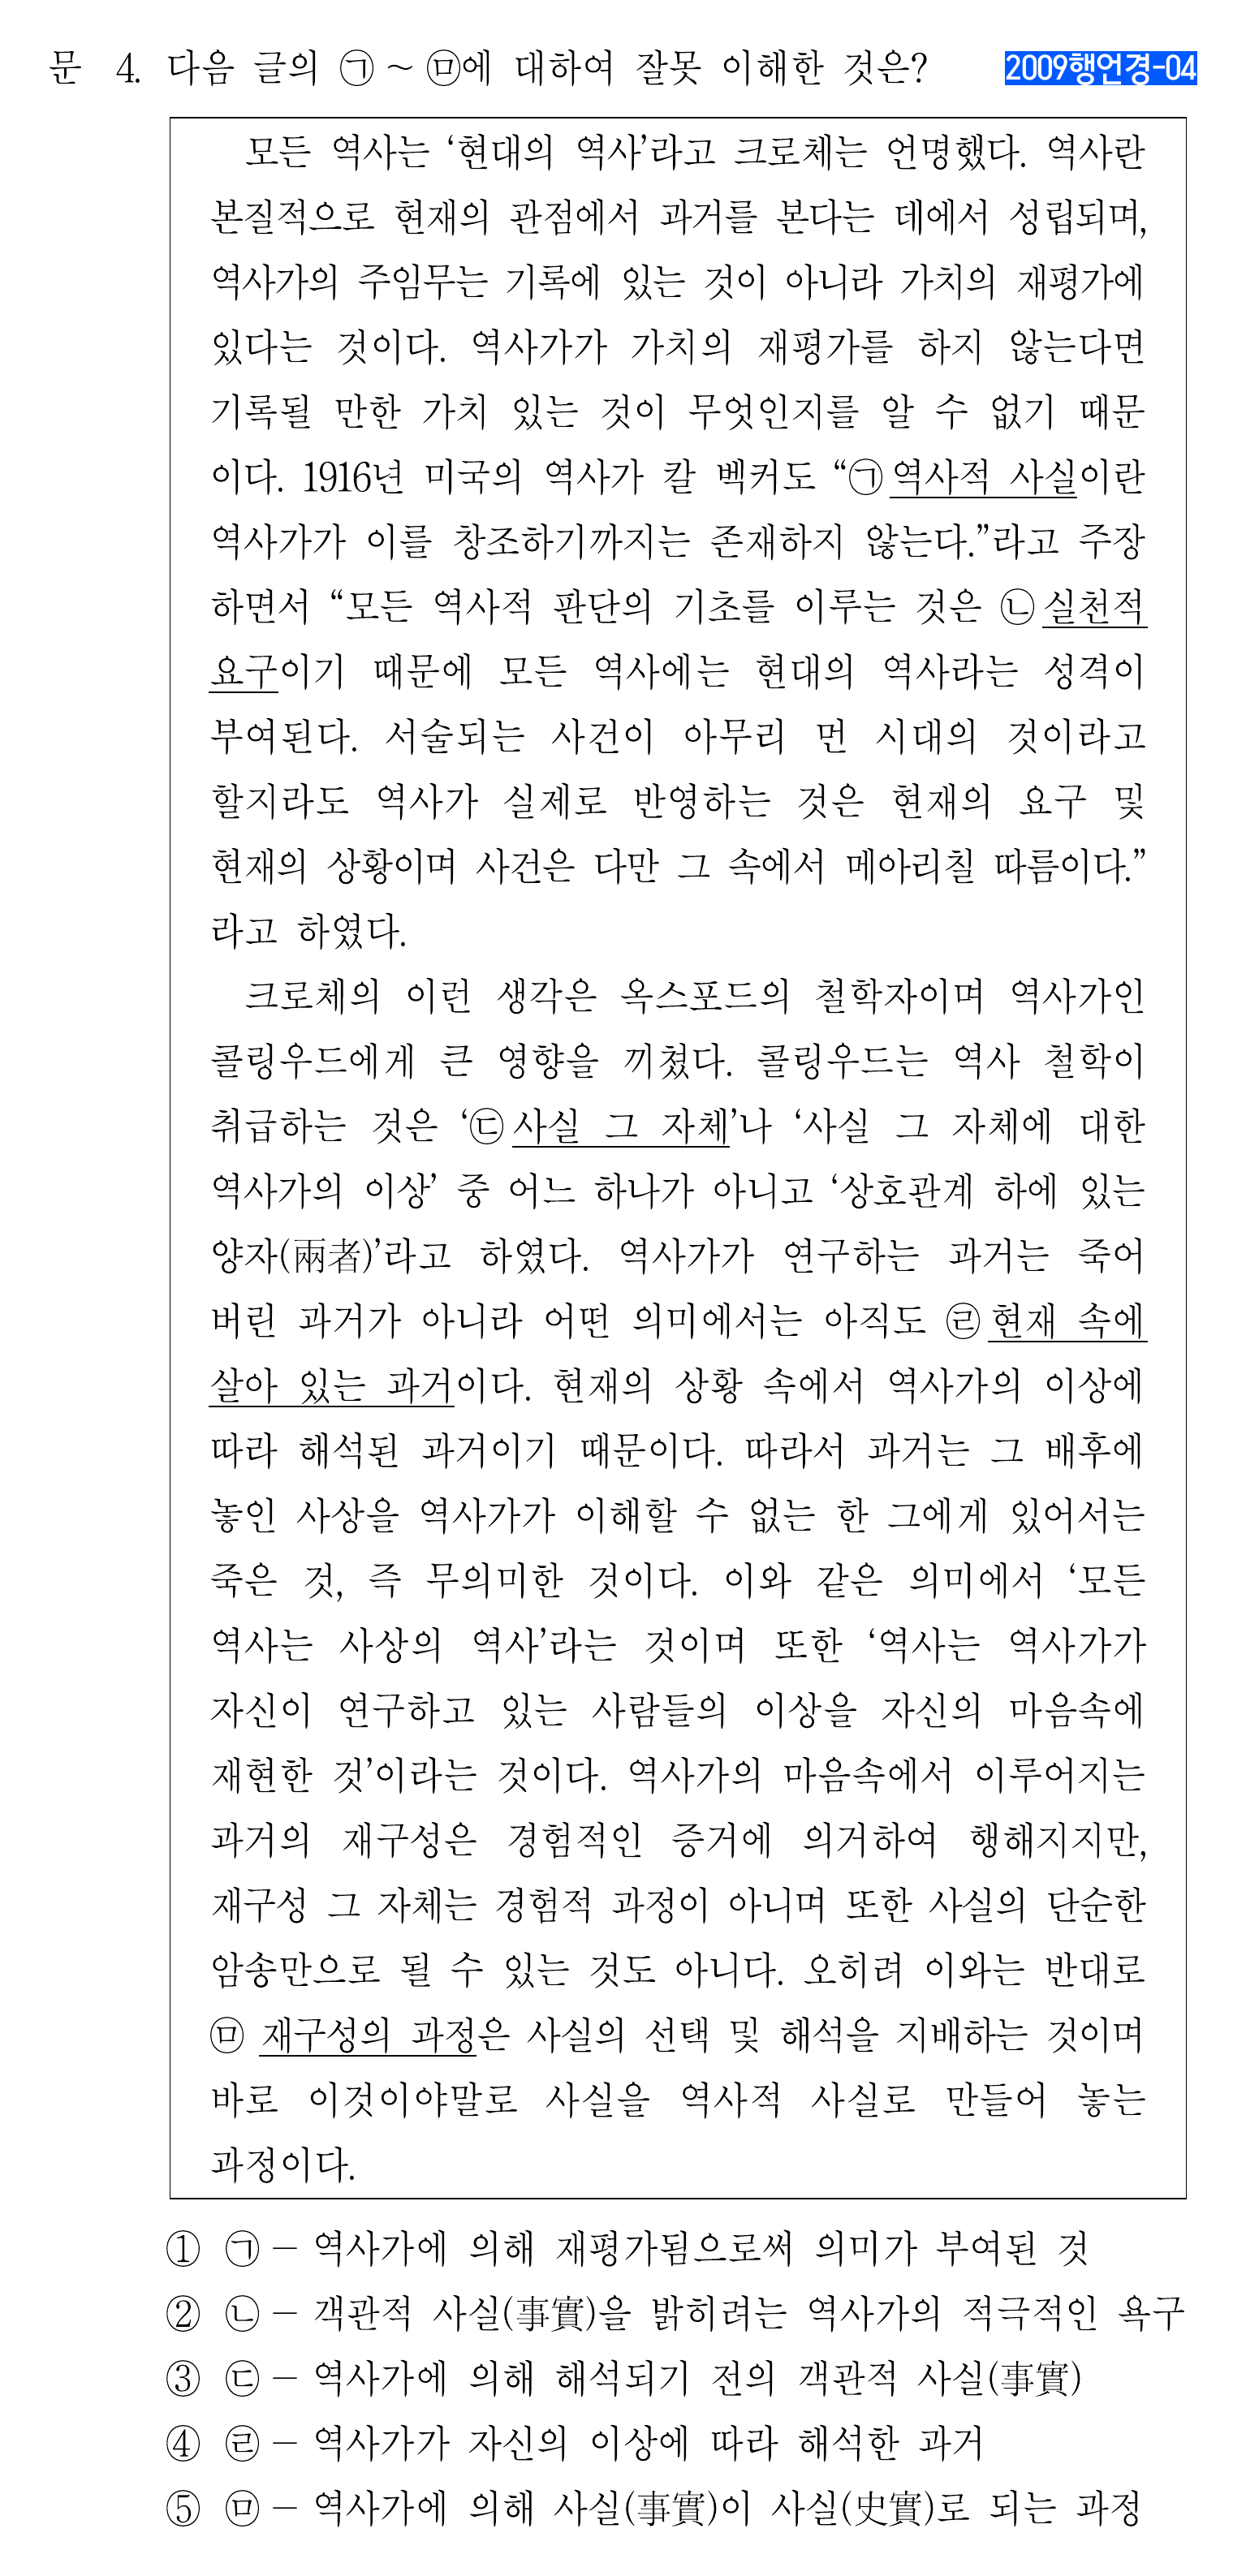 문 4. 다음 글의 ㉠ ~ ㉤에 대하여 잘못 이해한 것은? 2009행언경-04
모든 역사는 ‘현대의 역사’라고 크로체는 언명했다. 역사란
본질적으로 현재의 관점에서 과거를 본다는 데에서 성립되며,
역사가의 주임무는 기록에 있는 것이 아니라 가치의 재평가에
있다는 것이다. 역사가가 가치의 재평가를 하지 않는다면
기록될 만한 가치 있는 것이 무엇인지를 알 수 없기 때문
이다. 1916년 미국의 역사가 칼 벡커도 “㉠역사적 사실이란
역사가가 이를 창조하기까지는 존재하지 않는다.”라고 주장
하면서 “모든 역사적 판단의 기초를 이루는 것은 ㉡실천적
요구이기 때문에 모든 역사에는 현대의 역사라는 성격이
부여된다. 서술되는 사건이 아무리 먼 시대의 것이라고
할지라도 역사가 실제로 반영하는 것은 현재의 요구 및
현재의 상황이며 사건은 다만 그 속에서 메아리칠 따름이다.”
라고 하였다.
크로체의 이런 생각은 옥스포드의 철학자이며 역사가인
콜링우드에게 큰 영향을 끼쳤다. 콜링우드는 역사 철학이
취급하는 것은 ‘㉢사실 그 자체’나 ‘사실 그 자체에 대한
역사가의 이상’ 중 어느 하나가 아니고 ‘상호관계 하에 있는
양자(兩者)’라고 하였다. 역사가가 연구하는 과거는 죽어
버린 과거가 아니라 어떤 의미에서는 아직도 ㉣현재 속에
살아 있는 과거이다. 현재의 상황 속에서 역사가의 이상에
따라 해석된 과거이기 때문이다. 따라서 과거는 그 배후에
놓인 사상을 역사가가 이해할 수 없는 한 그에게 있어서는
죽은 것, 즉 무의미한 것이다. 이와 같은 의미에서 ‘모든
역사는 사상의 역사’라는 것이며 또한 ‘역사는 역사가가
자신이 연구하고 있는 사람들의 이상을 자신의 마음속에
재현한 것’이라는 것이다. 역사가의 마음속에서 이루어지는
과거의 재구성은 경험적인 증거에 의거하여 행해지지만,
재구성 그 자체는 경험적 과정이 아니며 또한 사실의 단순한
암송만으로 될 수 있는 것도 아니다. 오히려 이와는 반대로
㉤ 재구성의 과정은 사실의 선택 및 해석을 지배하는 것이며
바로 이것이야말로 사실을 역사적 사실로 만들어 놓는
과정이다.
① ㉠ － 역사가에 의해 재평가됨으로써 의미가 부여된 것
② ㉡ － 객관적 사실(事實)을 밝히려는 역사가의 적극적인 욕구
③ ㉢ － 역사가에 의해 해석되기 전의 객관적 사실(事實)
④ ㉣ － 역사가가 자신의 이상에 따라 해석한 과거
⑤ ㉤ － 역사가에 의해 사실(事實)이 사실(史實)로 되는 과정